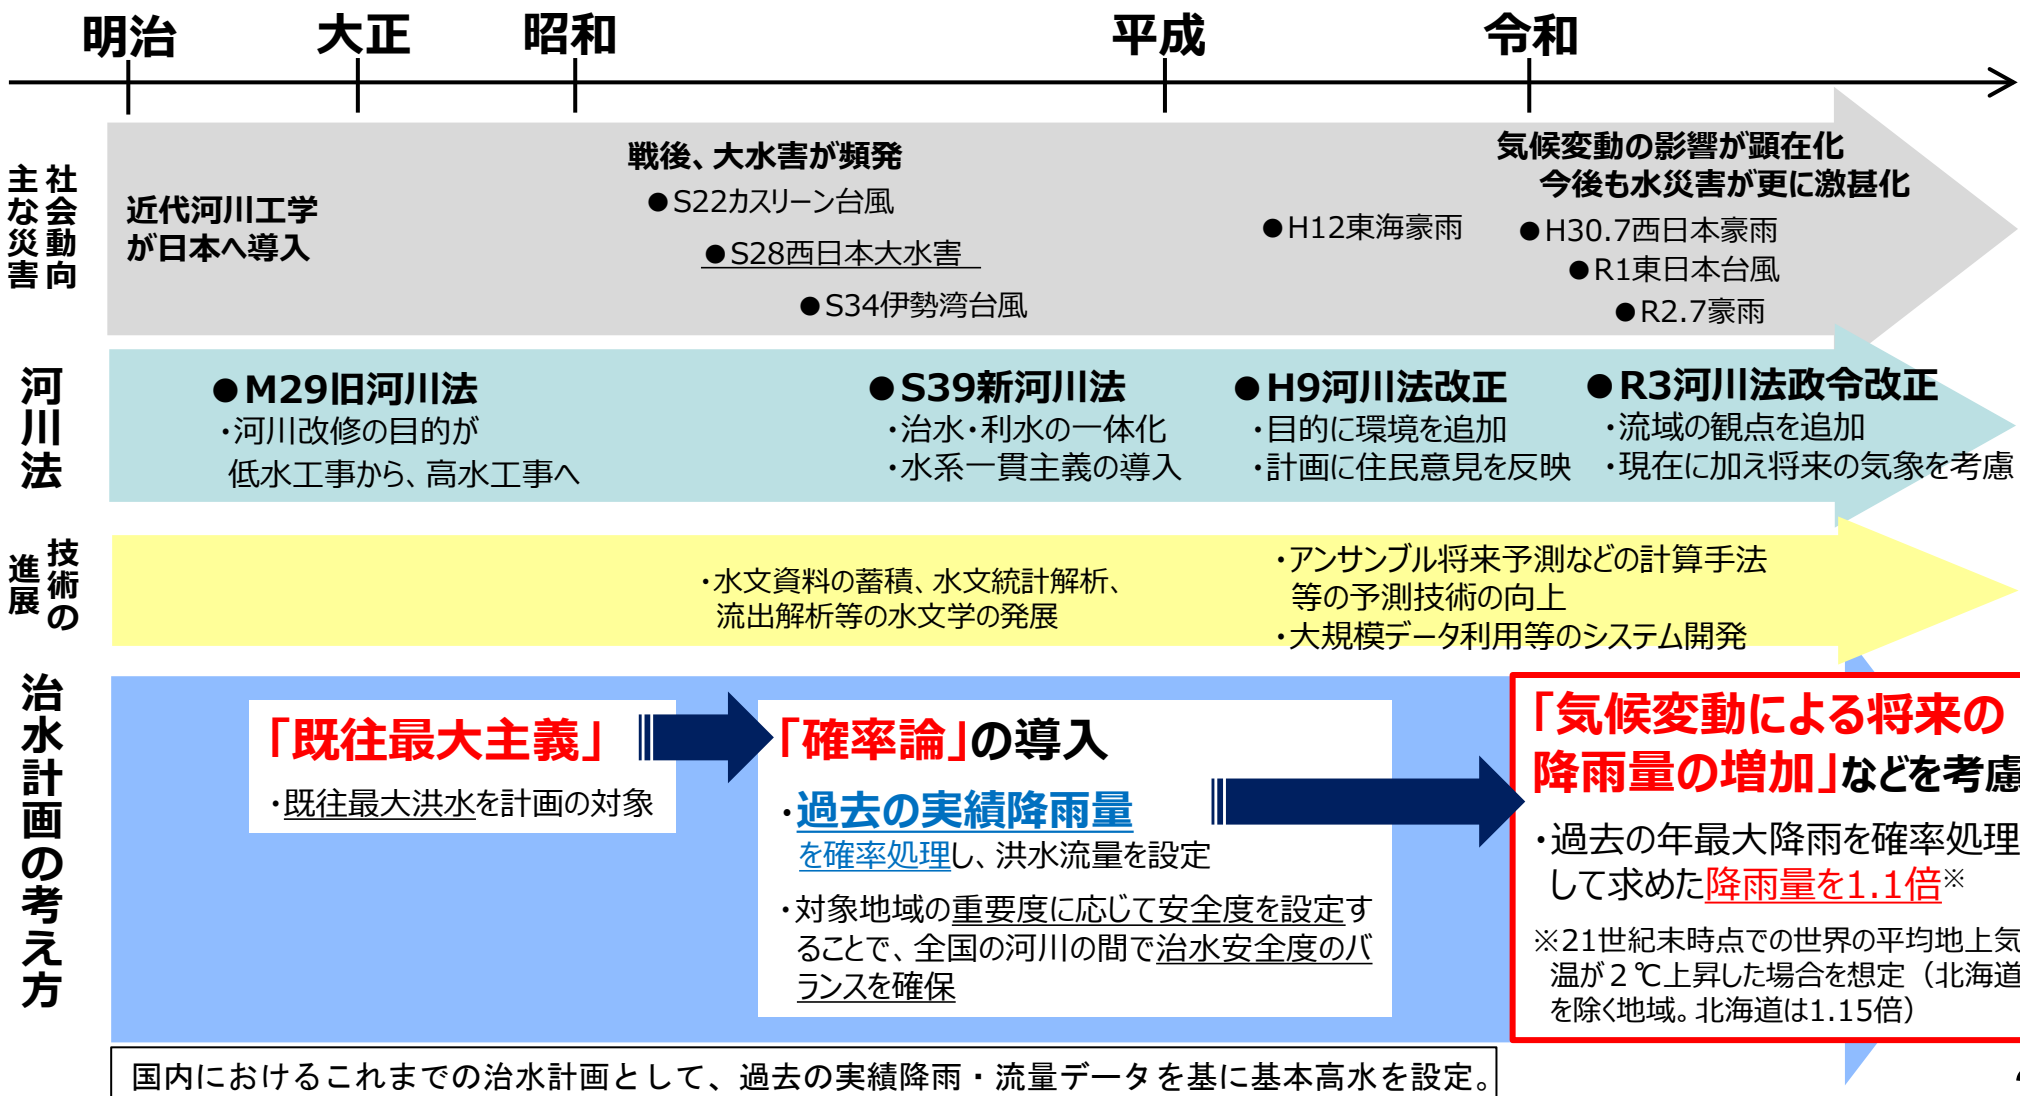 明治
大正
昭和
平成
令和
社会動向
主な災害
近代河川工学
が日本へ導入
戦後、大水害が頻発
●S22カスリーン台風
●S28西日本大水害
●S34伊勢湾台風
●H12東海豪雨
気候変動の影響が顕在化
今後も水災害が更に激甚化
●H30.7西日本豪雨
●R1東日本台風
●R2.7豪雨
河川法
●M29旧河川法
・河川改修の目的が
低水工事から、高水工事へ
●S39新河川法
・治水・利水の一体化
・水系一貫主義の導入
●H9河川法改正
・目的に環境を追加
・計画に住民意見を反映
●R3河川法政令改正
・流域の観点を追加
・現在に加え将来の気象を考慮
技術の
進展
・水文資料の蓄積、水文統計解析、
流出解析等の水文学の発展
・アンサンブル将来予測などの計算手法
等の予測技術の向上
・大規模データ利用等のシステム開発
治水計画の考え方
「既往最大主義」
・既往最大洪水を計画の対象
「確率論」の導入
・過去の実績降雨量
を確率処理し、洪水流量を設定
・対象地域の重要度に応じて安全度を設定す
ることで、全国の河川の間で治水安全度のバ
ランスを確保
「気候変動による将来の
降雨量の増加」などを考慮
・過去の年最大降雨を確率処理
して求めた降雨量を1.1倍※
※21世紀末時点での世界の平均地上気
温が２℃上昇した場合を想定（北海道
を除く地域。北海道は1.15倍）
国内におけるこれまでの治水計画として、過去の実績降雨・流量データを基に基本高水を設定。